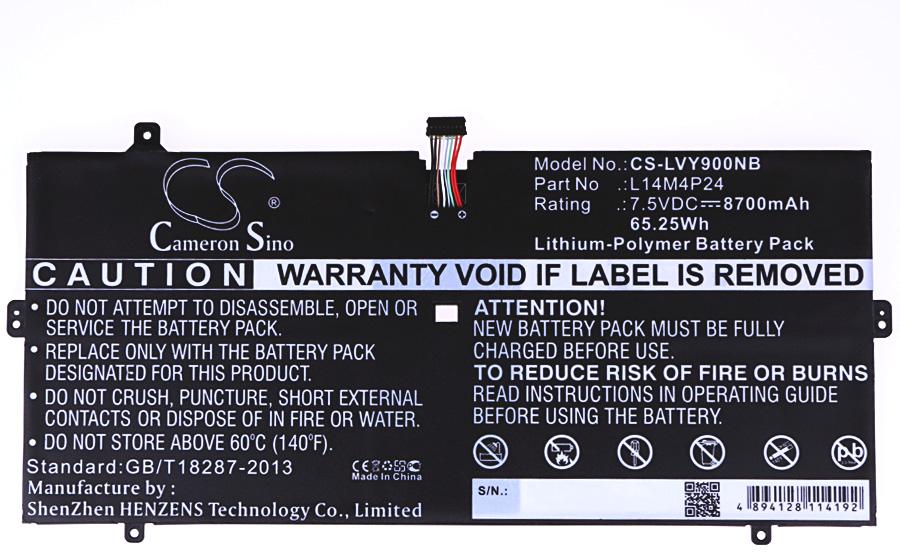 CS ®
Cameron Sino
Model No.:CS-LVY900NB
Part No .:L14M4P24
Rating .:7.5VDC⎓8700mAh
65.25Wh
Lithium-Polymer Battery Pack
CAUTION
WARRANTY VOID IF LABEL IS REMOVED
• DO NOT ATTEMPT TO DISASSEMBLE, OPEN OR
SERVICE THE BATTERY PACK.
• REPLACE ONLY WITH THE BATTERY PACK
DESIGNATED FOR THIS PRODUCT.
• DO NOT CRUSH, PUNCTURE, SHORT EXTERNAL
CONTACTS OR DISPOSE OF IN FIRE OR WATER.
• DO NOT STORE ABOVE 60°C (140°F).
Standard:GB/T18287-2013
Manufacture by :
ShenZhen HENZENS Technology Co., Limited
CE
Made In China
ATTENTION!
NEW BATTERY PACK MUST BE FULLY
CHARGED BEFORE USE.
TO REDUCE RISK OF FIRE OR BURNS
READ INSTRUCTIONS IN OPERATING GUIDE
BEFORE USING THE BATTERY.
Pb
S/N.:
4 894128 114192